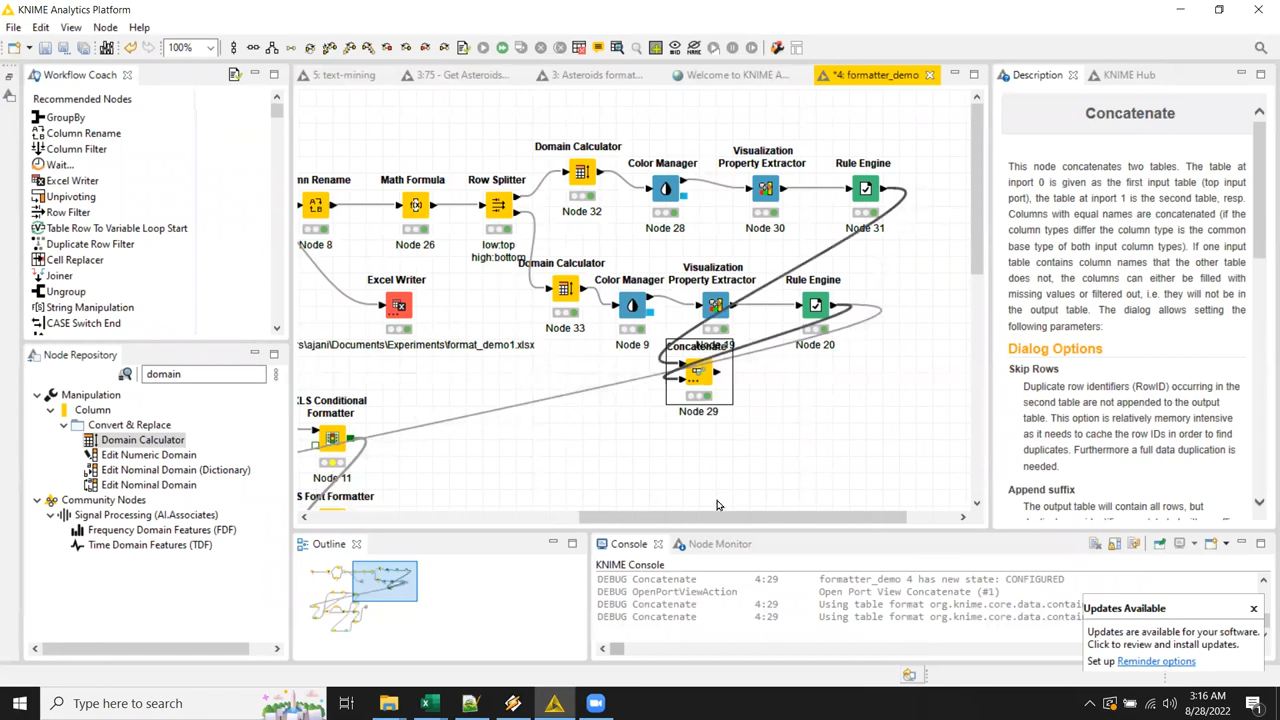 KNIME Analytics Platform
File Edit View Node Help
100%
Workflow Coach
Recommended Nodes
GroupBy
Column Rename
Column Filter
Wait...
Excel Writer
Unpivoting
Row Filter
Table Row To Variable Loop Start
Duplicate Row Filter
Cell Replacer
Joiner
Ungroup
String Manipulation
CASE Switch End
Node Repository
domain
Manipulation
Column
Convert & Replace
Domain Calculator
Edit Numeric Domain
Edit Nominal Domain (Dictionary)
Edit Nominal Domain
Community Nodes
Signal Processing (AI.Associates)
Frequency Domain Features (FDF)
Time Domain Features (TDF)
5: text-mining
3:75 - Get Asteroids...
3: Asteroids format...
Welcome to KNIME A...
*4: formatter_demo
Domain Calculator
Node 32
Color Manager
Node 28
Visualization
Property Extractor
Node 30
Rule Engine
Node 31
nn Rename
Node 8
Math Formula
Node 26
Row Splitter
low:top
high:bottom
Excel Writer
rs\ajani\Documents\Experiments\format_demo1.xlsx
Domain Calculator
Node 33
Color Manager
Node 9
Visualization
Property Extractor
Node 19
Rule Engine
Node 20
Concatenate
Node 29
LS Conditional
Formatter
Node 11
S Font Formatter
Outline
Console
Node Monitor
KNIME Console
DEBUG Concatenate 4:29 formatter_demo 4 has new state: CONFIGURED
DEBUG OpenPortViewAction Open Port View Concatenate (#1)
DEBUG Concatenate 4:29 Using table format org.knime.core.data.contai
DEBUG Concatenate 4:29 Using table format org.knime.core.data.contai
Description
KNIME Hub
Concatenate
This node concatenates two tables. The table at
inport 0 is given as the first input table (top input
port), the table at inport 1 is the second table, resp.
Columns with equal names are concatenated (if the
column types differ the column type is the common
base type of both input column types). If one input
table contains column names that the other table
does not, the columns can either be filled with
missing values or filtered out, i.e. they will not be in
the output table. The dialog allows setting the
following parameters:
Dialog Options
Skip Rows
Duplicate row identifiers (RowID) occurring in the
second table are not appended to the output
table. This option is relatively memory intensive
as it needs to cache the row IDs in order to find
duplicates. Furthermore a full data duplication is
needed.
Append suffix
The output table will contain all rows, but
Updates Available x
Updates are available for your software.
Click to review and install updates.
Set up Reminder options
Type here to search
3:16 AM
8/28/2022